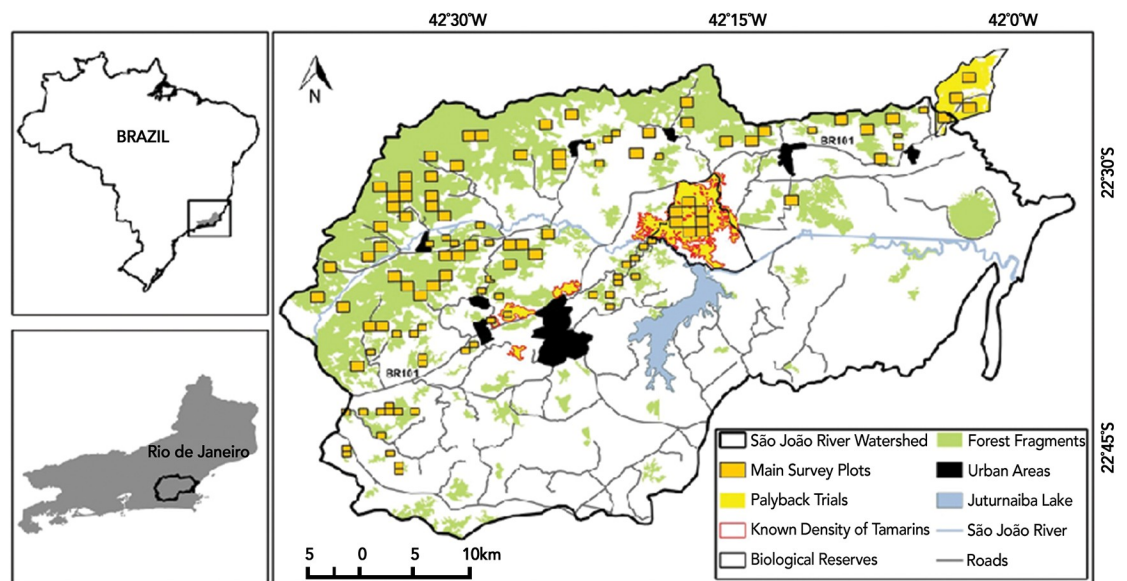 42°30'W 42°15'W 42°0'W
N
BRAZIL
BR101
22°30'S
Rio de Janeiro
BR101
22°45'S
São João River Watershed
Forest Fragments
Main Survey Plots
Urban Areas
Palyback Trials
Juturnaiba Lake
Known Density of Tamarins
São João River
Biological Reserves
Roads
5 0 5 10km